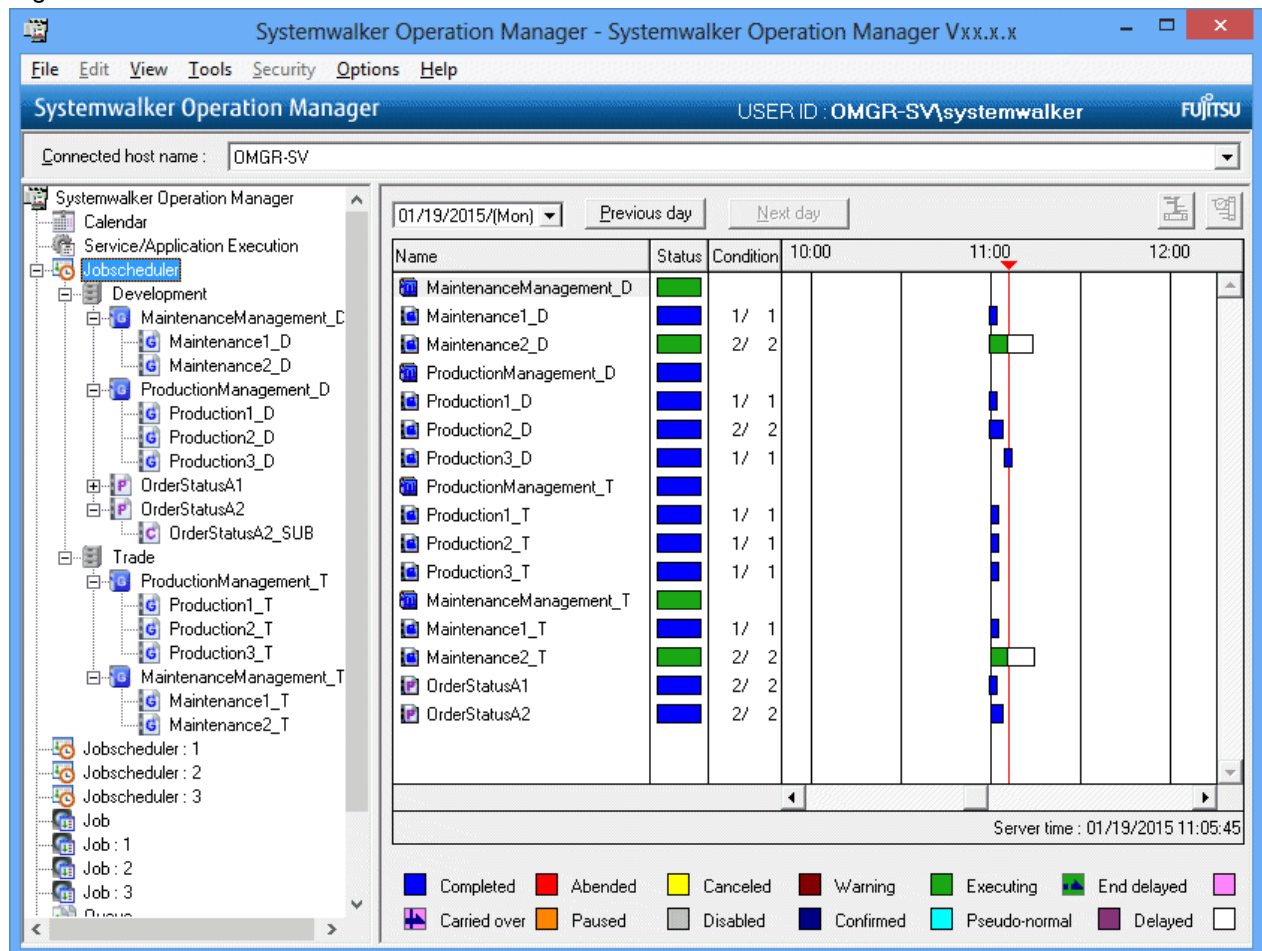 Systemwalker Operation Manager - Systemwalker Operation Manager Vxx.x.x
File Edit View Tools Security Options Help
Systemwalker Operation Manager USER ID : OMGR-SV\systemwalker FUJITSU
Connected host name : OMGR-SV
Systemwalker Operation Manager
Calendar
Service/Application Execution
Jobscheduler
Development
MaintenanceManagement_D
Maintenance1_D
Maintenance2_D
ProductionManagement_D
Production1_D
Production2_D
Production3_D
OrderStatusA1
OrderStatusA2
OrderStatusA2_SUB
Trade
ProductionManagement_T
Production1_T
Production2_T
Production3_T
MaintenanceManagement_T
Maintenance1_T
Maintenance2_T
Jobscheduler : 1
Jobscheduler : 2
Jobscheduler : 3
Job
Job : 1
Job : 2
Job : 3
01/19/2015/(Mon) Previous day Next day
Name Status Condition 10:00 11:00 12:00
MaintenanceManagement_D
Maintenance1_D 1/ 1
Maintenance2_D 2/ 2
ProductionManagement_D
Production1_D 1/ 1
Production2_D 2/ 2
Production3_D 1/ 1
ProductionManagement_T
Production1_T 1/ 1
Production2_T 1/ 1
Production3_T 1/ 1
MaintenanceManagement_T
Maintenance1_T 1/ 1
Maintenance2_T 2/ 2
OrderStatusA1 2/ 2
OrderStatusA2 2/ 2
Server time : 01/19/2015 11:05:45
Completed Abended Canceled Warning Executing End delayed
Carried over Paused Disabled Confirmed Pseudo-normal Delayed